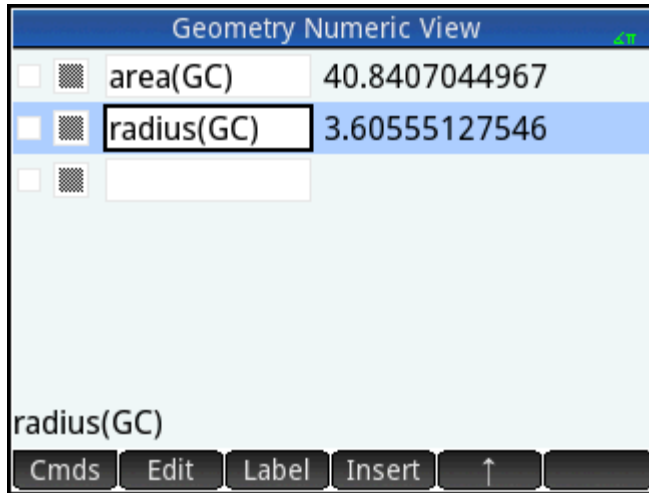 Geometry Numeric View
∡π
area(GC) 40.8407044967
radius(GC) 3.60555127546
radius(GC)
Cmds Edit Label Insert ↑